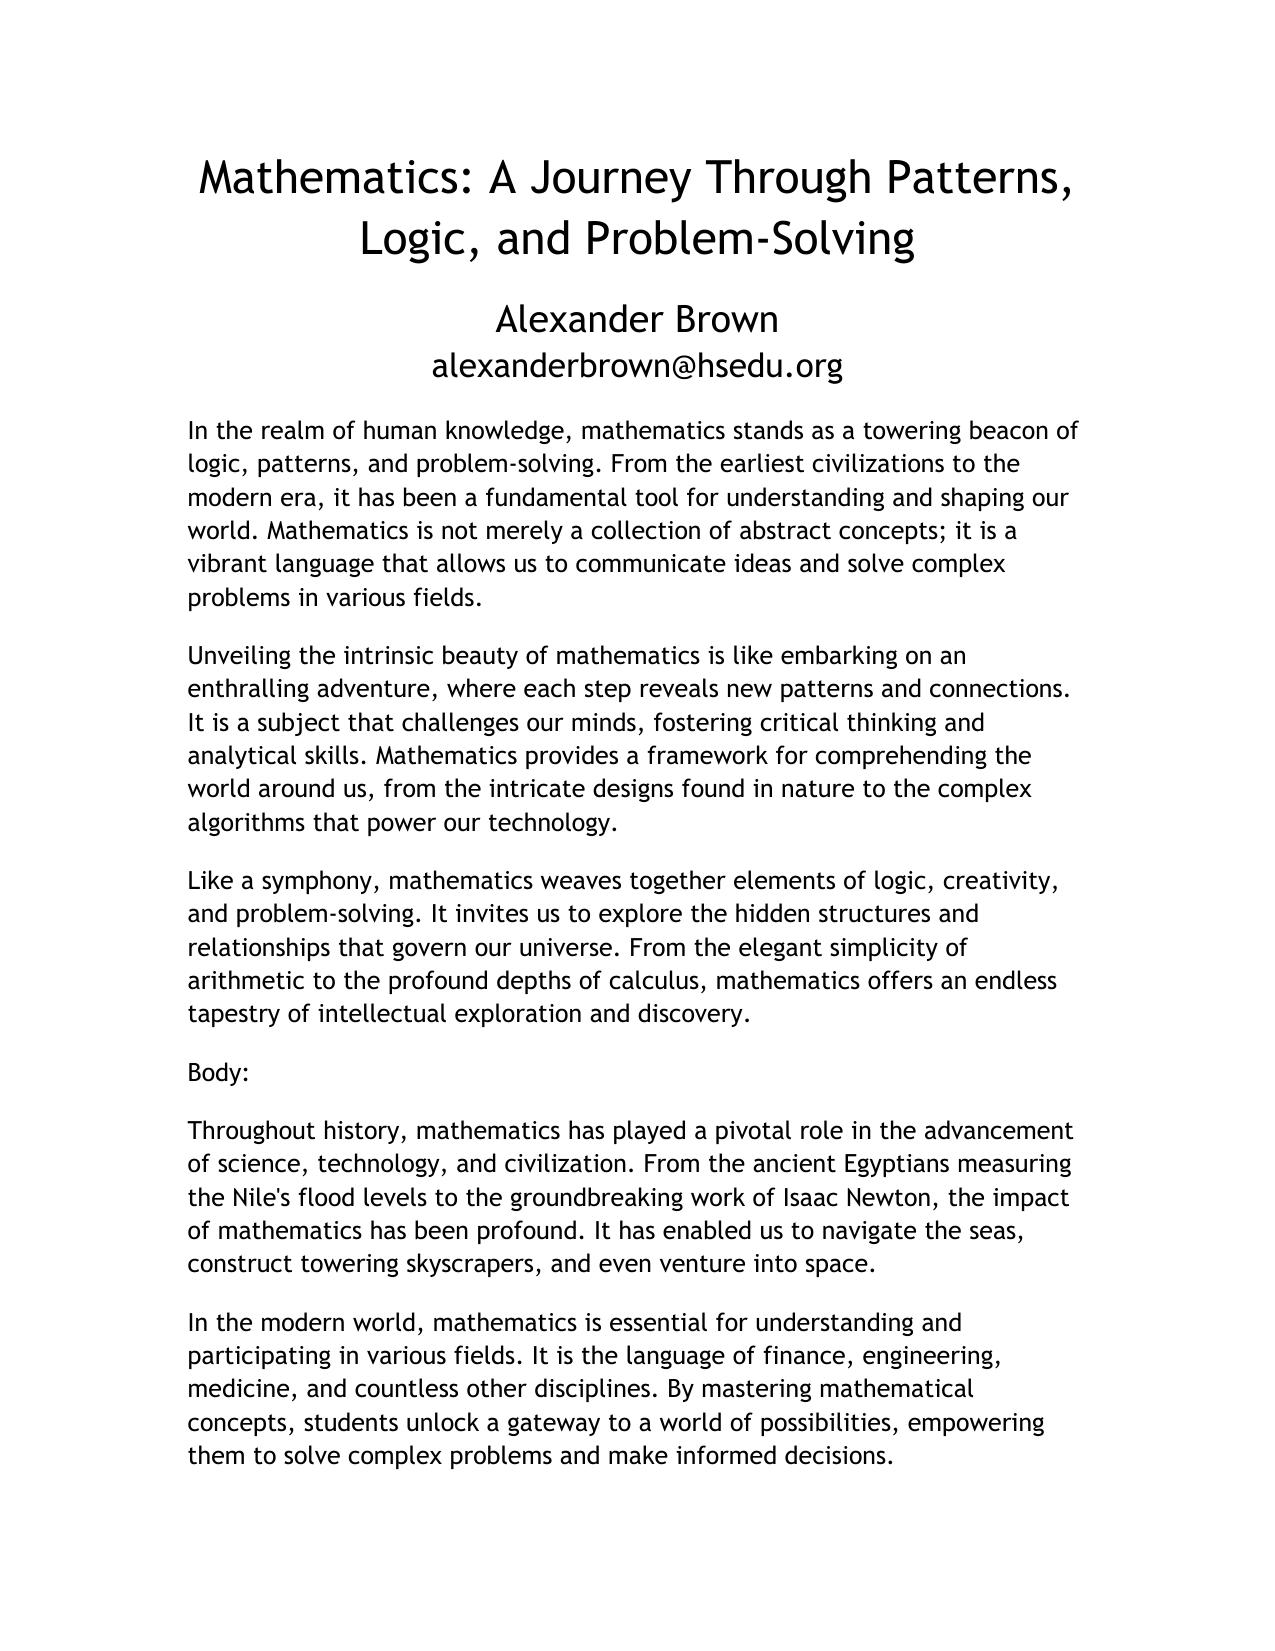 Mathematics: A Journey Through Patterns,
Logic, and Problem-Solving
Alexander Brown
alexanderbrown@hsedu.org
In the realm of human knowledge, mathematics stands as a towering beacon of
logic, patterns, and problem-solving. From the earliest civilizations to the
modern era, it has been a fundamental tool for understanding and shaping our
world. Mathematics is not merely a collection of abstract concepts; it is a
vibrant language that allows us to communicate ideas and solve complex
problems in various fields.
Unveiling the intrinsic beauty of mathematics is like embarking on an
enthralling adventure, where each step reveals new patterns and connections.
It is a subject that challenges our minds, fostering critical thinking and
analytical skills. Mathematics provides a framework for comprehending the
world around us, from the intricate designs found in nature to the complex
algorithms that power our technology.
Like a symphony, mathematics weaves together elements of logic, creativity,
and problem-solving. It invites us to explore the hidden structures and
relationships that govern our universe. From the elegant simplicity of
arithmetic to the profound depths of calculus, mathematics offers an endless
tapestry of intellectual exploration and discovery.
Body:
Throughout history, mathematics has played a pivotal role in the advancement
of science, technology, and civilization. From the ancient Egyptians measuring
the Nile's flood levels to the groundbreaking work of Isaac Newton, the impact
of mathematics has been profound. It has enabled us to navigate the seas,
construct towering skyscrapers, and even venture into space.
In the modern world, mathematics is essential for understanding and
participating in various fields. It is the language of finance, engineering,
medicine, and countless other disciplines. By mastering mathematical
concepts, students unlock a gateway to a world of possibilities, empowering
them to solve complex problems and make informed decisions.